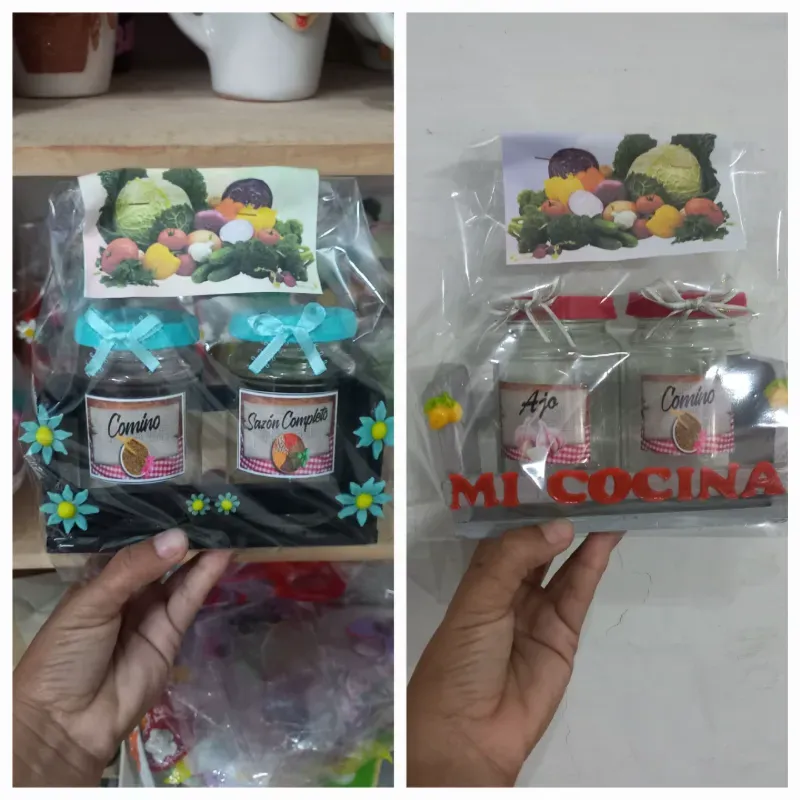 Comino
Sazón Completo
Ajo
Comino
MI COCINA